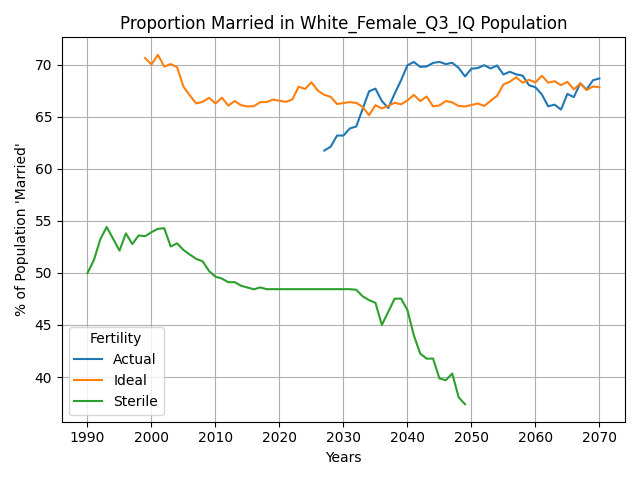 Proportion Married in White_Female_Q3_IQ Population
% of Population 'Married'
70
65
60
55
50
45
40
Fertility
Actual
Ideal
Sterile
1990 2000 2010 2020 2030 2040 2050 2060 2070
Years